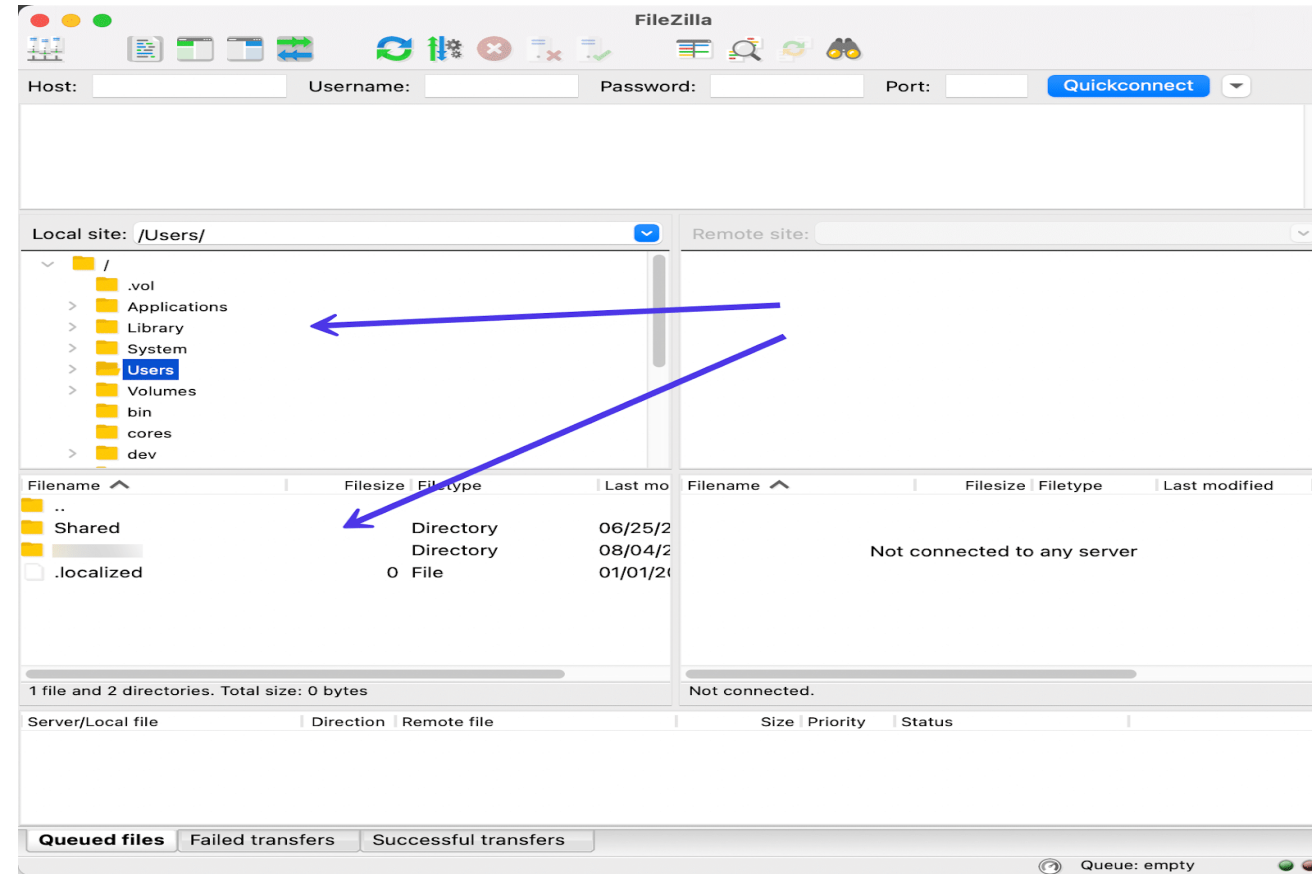 FileZilla
Host: Username: Password: Port: Quickconnect
Local site: /Users/
Remote site:
/
.vol
Applications
Library
System
Users
Volumes
bin
cores
dev
Filename Filesize Filetype Last mo
..
Shared Directory 06/25/2
Directory 08/04/2
.localized 0 File 01/01/20
1 file and 2 directories. Total size: 0 bytes
Filename Filesize Filetype Last modified
Not connected to any server
Not connected.
Server/Local file Direction Remote file Size Priority Status
Queued files Failed transfers Successful transfers
Queue: empty